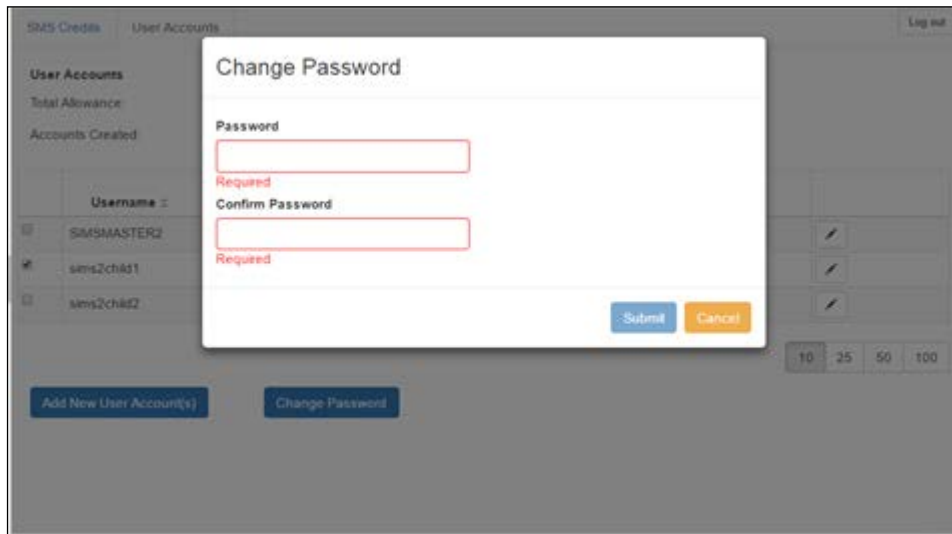 SMS Credits User Accounts Log out
Change Password
User Accounts
Total Allowance
Accounts Created
Password
Required
Confirm Password
Required
Username
SIMSMASTER2
sims2child1
sims2child2
Submit Cancel
10 25 50 100
Add New User Account(s) Change Password